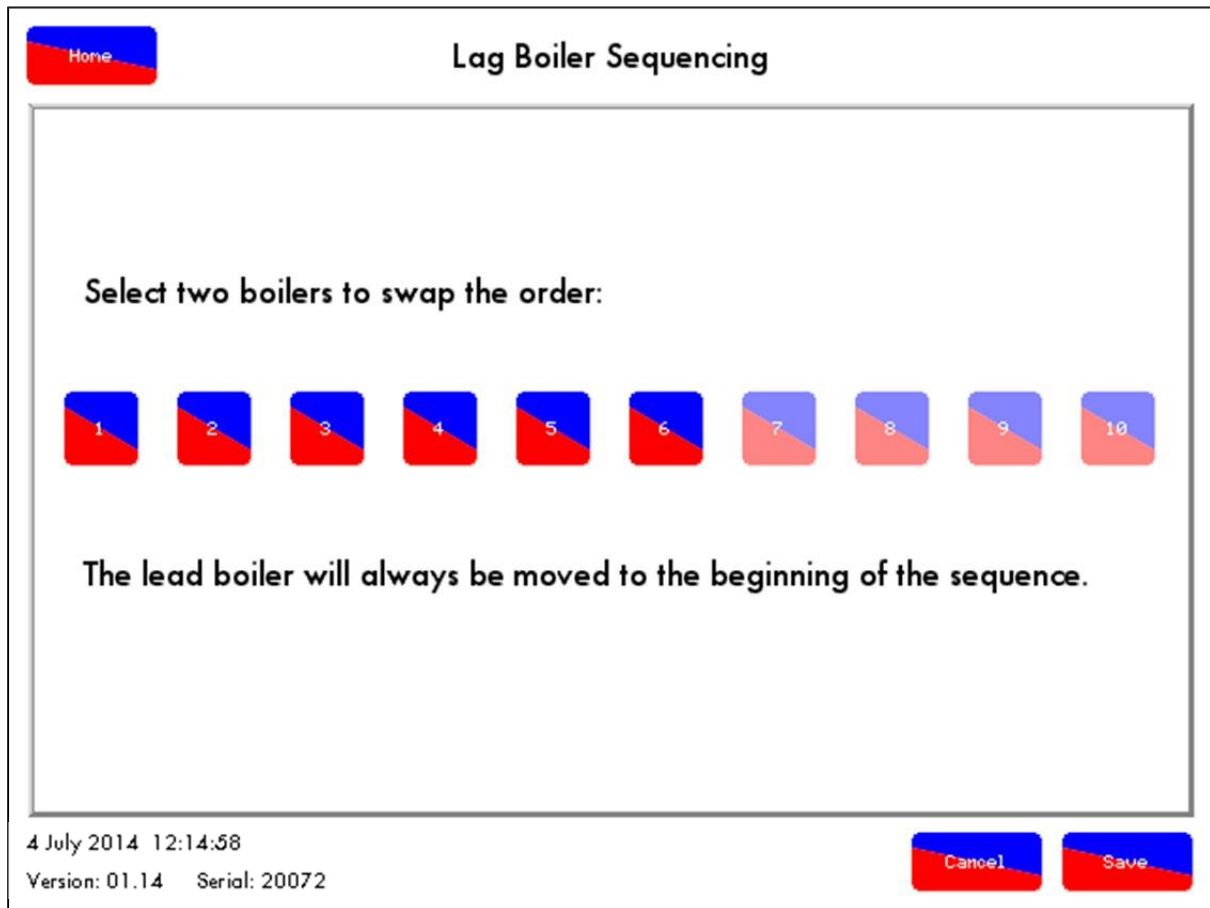 Home
Lag Boiler Sequencing
Select two boilers to swap the order:
1 2 3 4 5 6 7 8 9 10
The lead boiler will always be moved to the beginning of the sequence.
4 July 2014 12:14:58
Version: 01.14 Serial: 20072
Cancel Save